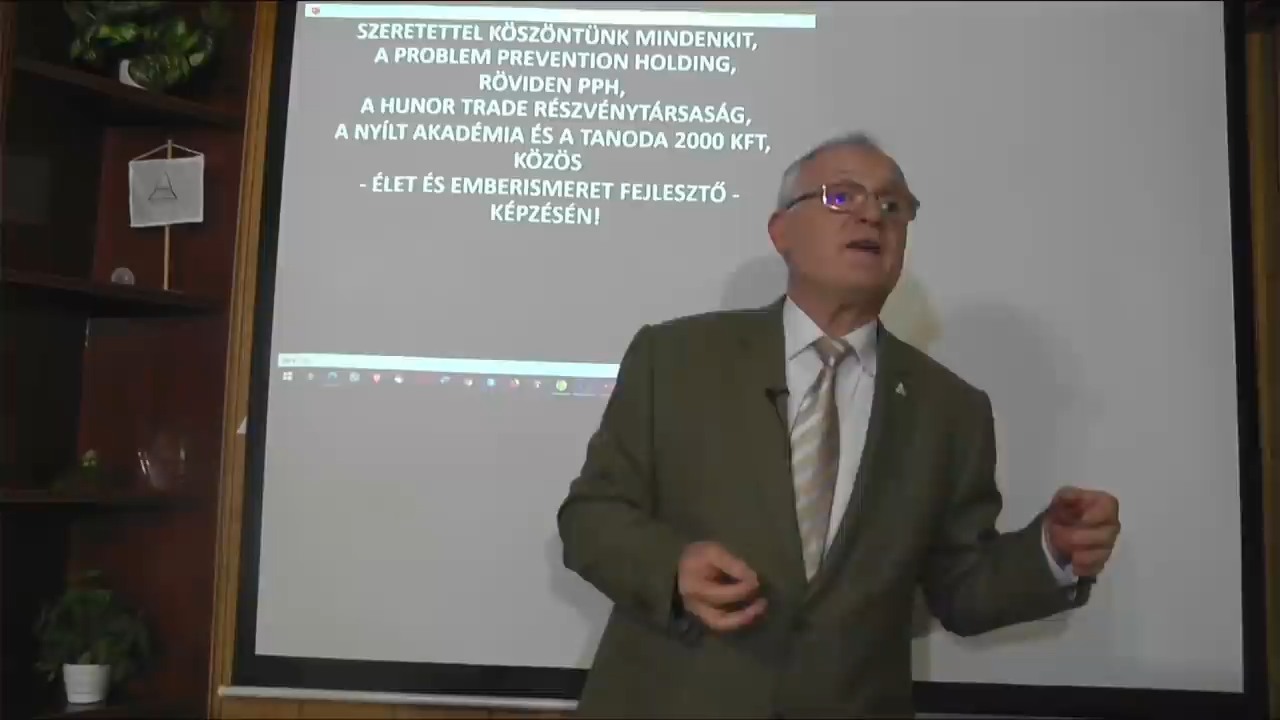 SZERETETTEL KÖSZÖNTÜNK MINDENKIT,
A PROBLEM PREVENTION HOLDING,
RÖVIDEN PPH,
A HUNOR TRADE RÉSZVÉNYTÁRSASÁG,
A NYÍLT AKADÉMIA ÉS A TANODA 2000 KFT,
KÖZÖS
- ÉLET ÉS EMBERISMERET FEJLESZTŐ -
KÉPZÉSÉN!